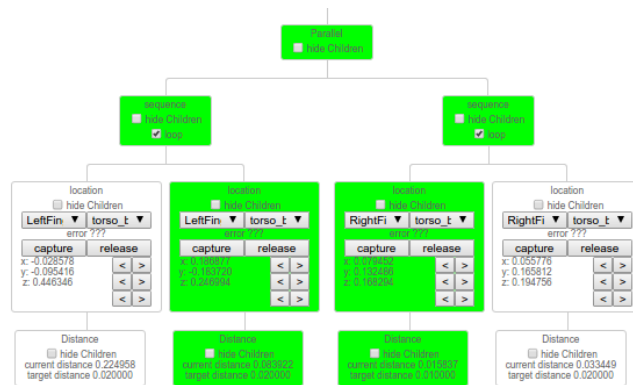 Parallel
hide Children
sequence
hide Children
loop
sequence
hide Children
loop
location
hide Children
LeftFin torso_b
error ???
capture release
x: -0.028578
y: -0.095416
z: 0.446346
< >
< >
< >
location
hide Children
LeftFin torso_b
error ???
capture release
x: 0.186877
y: -0.183720
z: 0.246994
< >
< >
< >
location
hide Children
RightFi torso_b
error ???
capture release
x: 0.079452
y: 0.132486
z: 0.168294
< >
< >
< >
location
hide Children
RightFi torso_b
error ???
capture release
x: 0.055776
y: 0.165812
z: 0.194756
< >
< >
< >
Distance
hide Children
current distance 0.224958
target distance 0.020000
Distance
hide Children
current distance 0.083922
target distance 0.020000
Distance
hide Children
current distance 0.015837
target distance 0.010000
Distance
hide Children
current distance 0.033449
target distance 0.020000